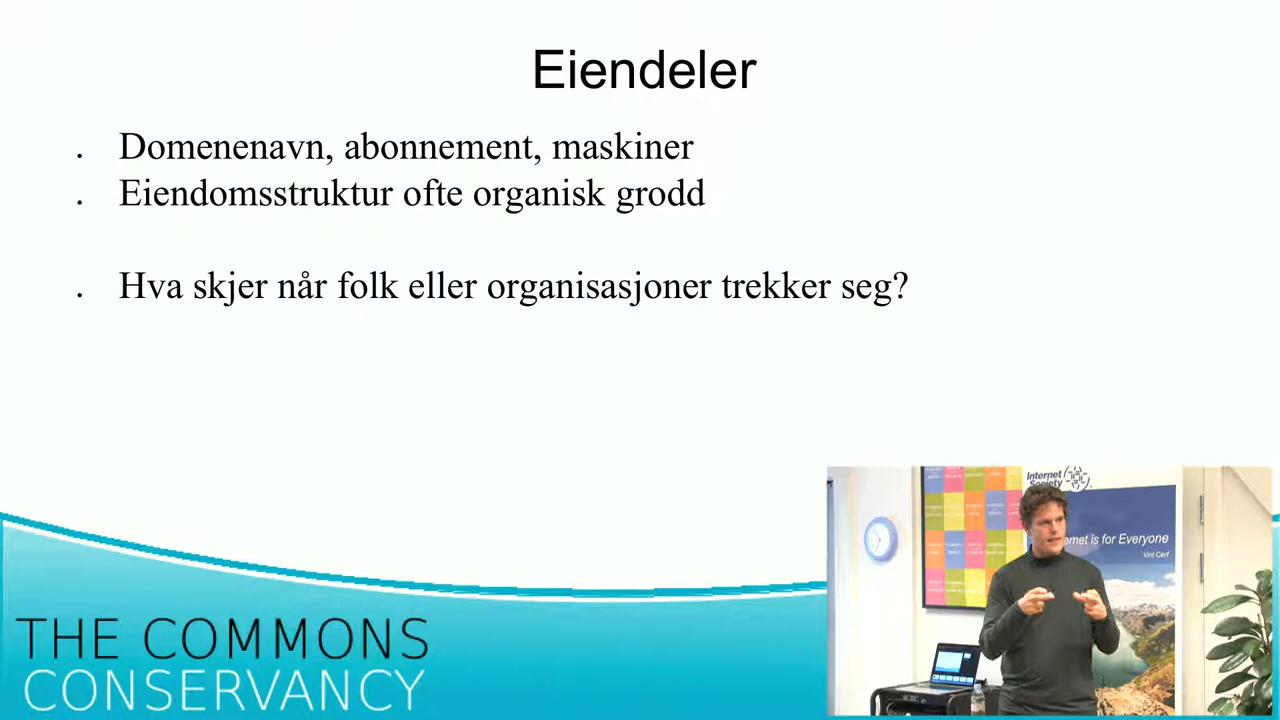 Eiendeler
. Domenenavn, abonnement, maskiner
. Eiendomsstruktur ofte organisk grodd
. Hva skjer når folk eller organisasjoner trekker seg?
Internet
Society
ernet is for Everyone
Vint Cerf
THE COMMONS
CONSERVANCY